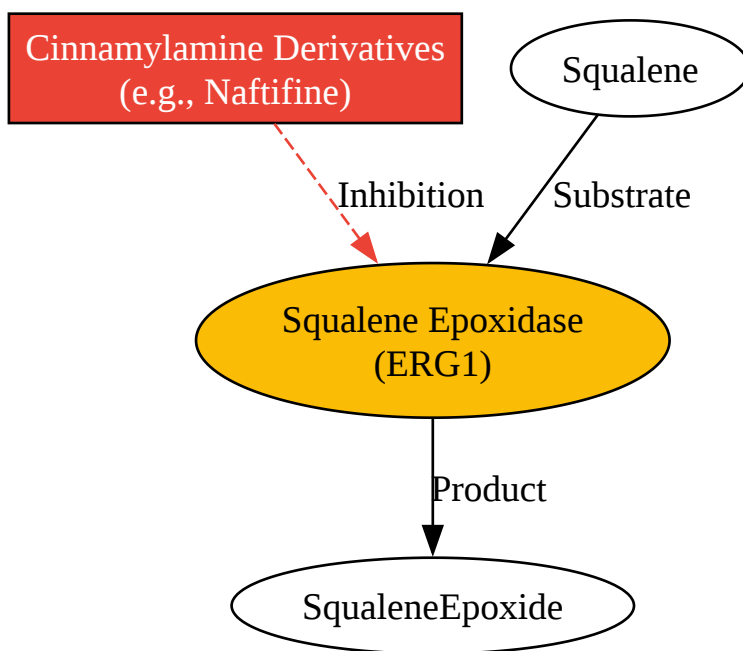 Cinnamylamine Derivatives
(e.g., Naftifine)
Squalene
Inhibition
Substrate
Squalene Epoxidase
(ERG1)
Product
SqualeneEpoxide